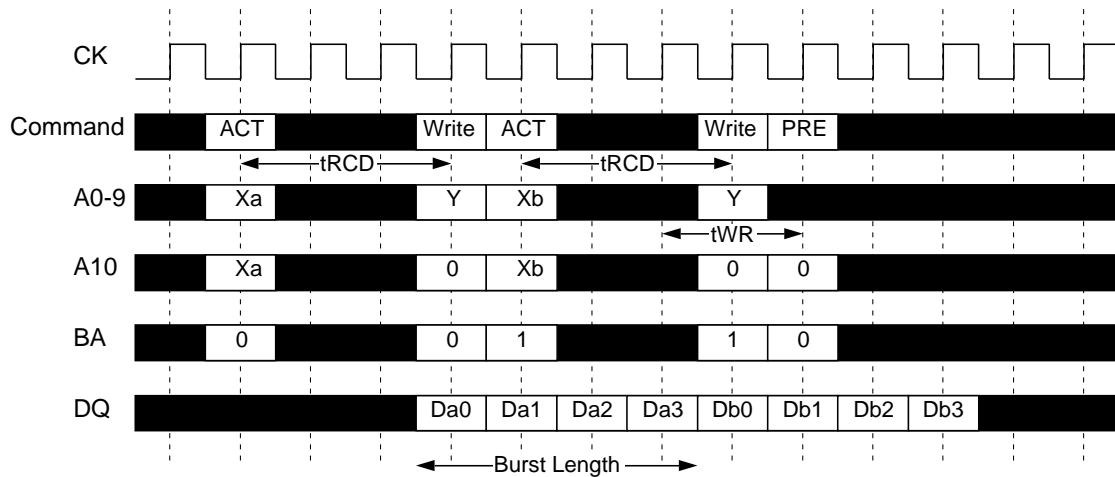 CK
Command ACT Write ACT Write PRE
tRCD tRCD
A0-9 Xa Y Xb Y
tWR
A10 Xa 0 Xb 0 0
BA 0 0 1 1 0
DQ Da0 Da1 Da2 Da3 Db0 Db1 Db2 Db3
Burst Length